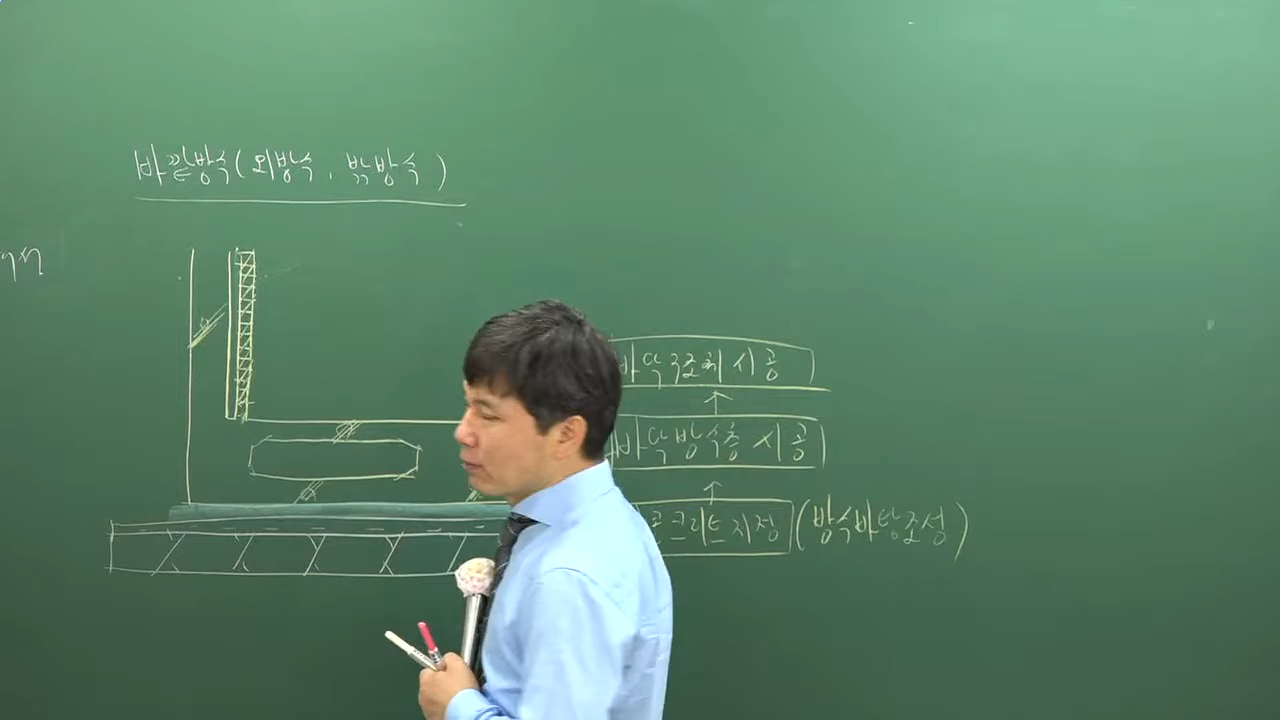 바깥방수(외방수, 밖방수)
바닥구조체 시공
바닥방수층 시공
콘크리트지정 (방수바탕조성)